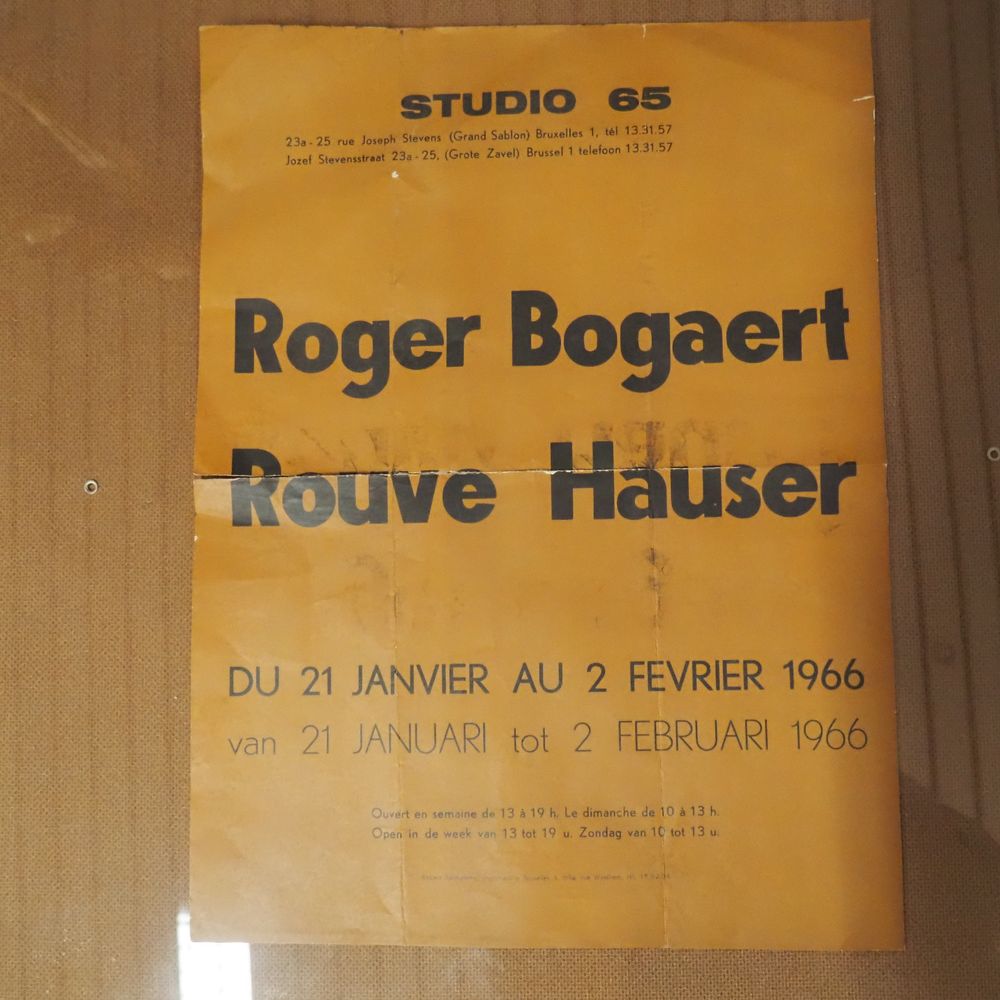 STUDIO 65
23a - 25 rue Joseph Stevens (Grand Sablon) Bruxelles 1, tél 13.31.57
Jozef Stevensstraat 23a - 25, (Grote Zavel) Brussel 1 telefoon 13.31.57
Roger Bogaert
Rouve Hauser
DU 21 JANVIER AU 2 FEVRIER 1966
van 21 JANUARI tot 2 FEBRUARI 1966
Ouvert en semaine de 13 à 19 h. Le dimanche de 10 à 13 h.
Open in de week van 13 tot 19 u. Zondag van 10 tot 13 u.